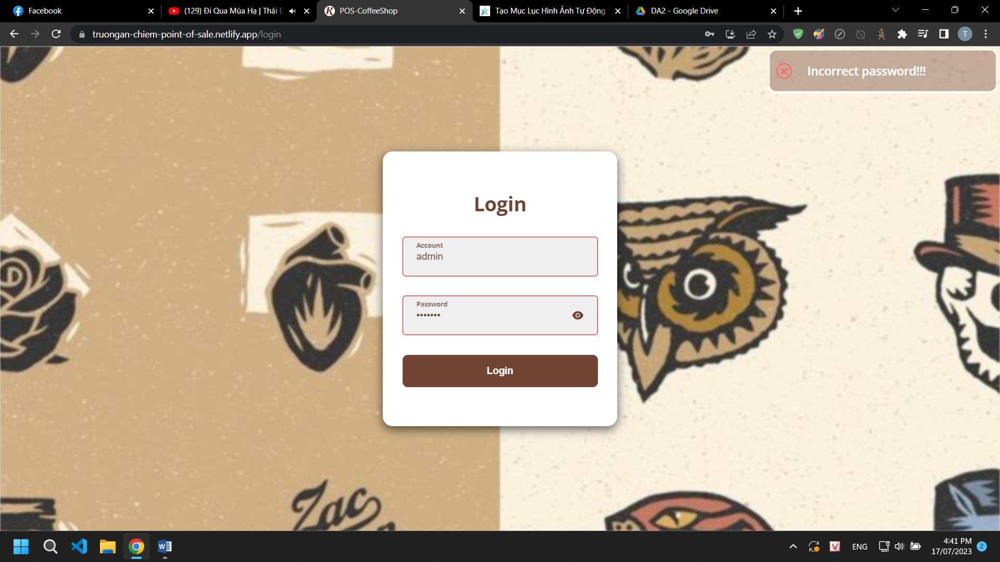 Facebook
(129) Đi Qua Mùa Hạ | Thái Đ
POS-CoffeeShop
Tạo Mục Lục Hình Ảnh Tự Động
DA2 - Google Drive
truongan-chiem-point-of-sale.netlify.app/login
T
Incorrect password!!!
Login
Account
admin
Password
•••••••
Login
Zac
ENG
4:41 PM
17/07/2023
2